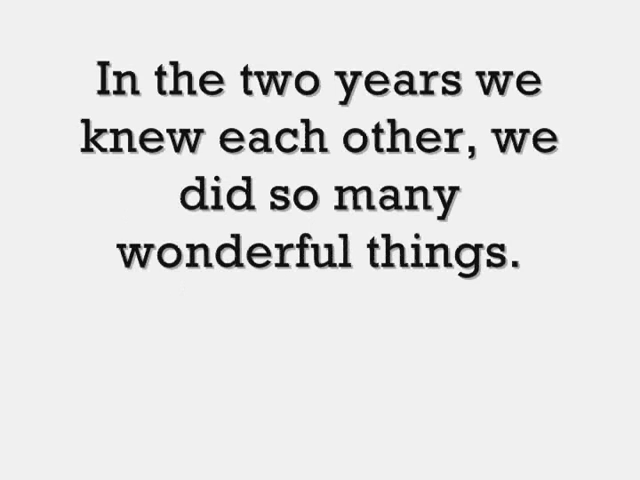 In the two years we
knew each other, we
did so many
wonderful things.